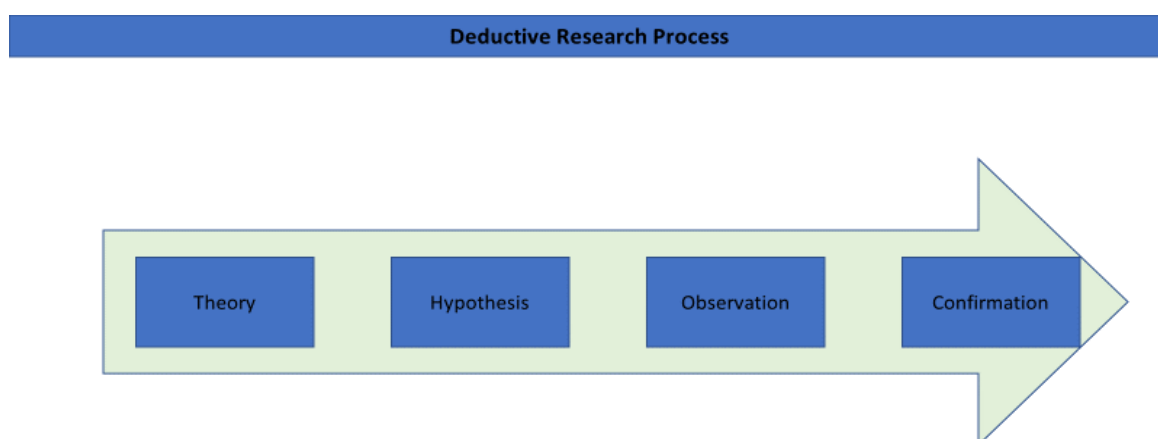 Deductive Research Process
Theory
Hypothesis
Observation
Confirmation